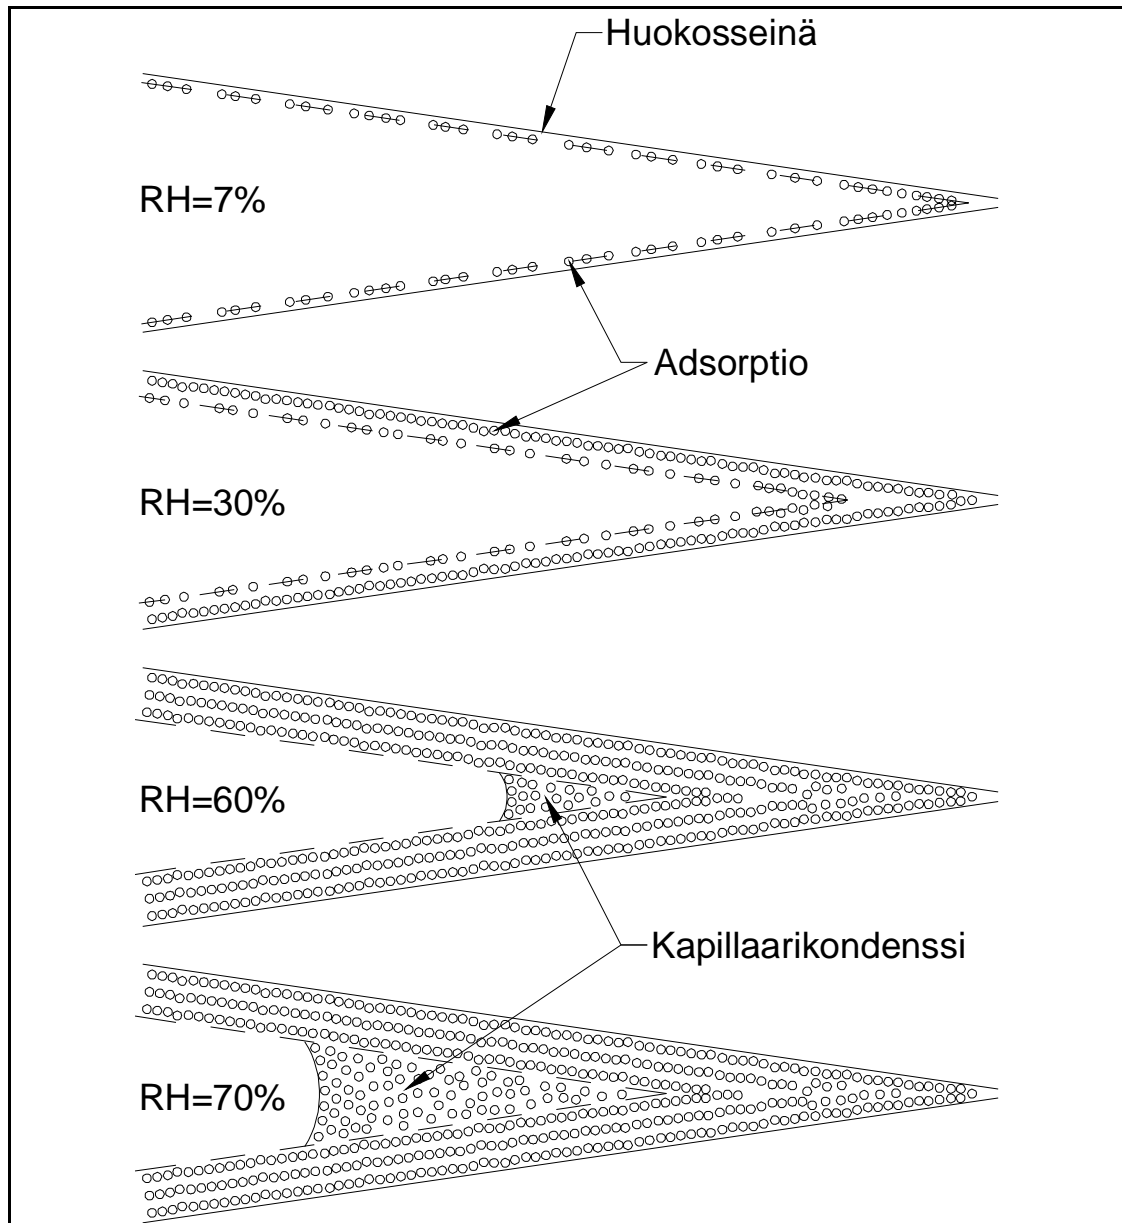 Huokosseinä
RH=7%
Adsorptio
RH=30%
RH=60%
Kapillaarikondenssi
RH=70%